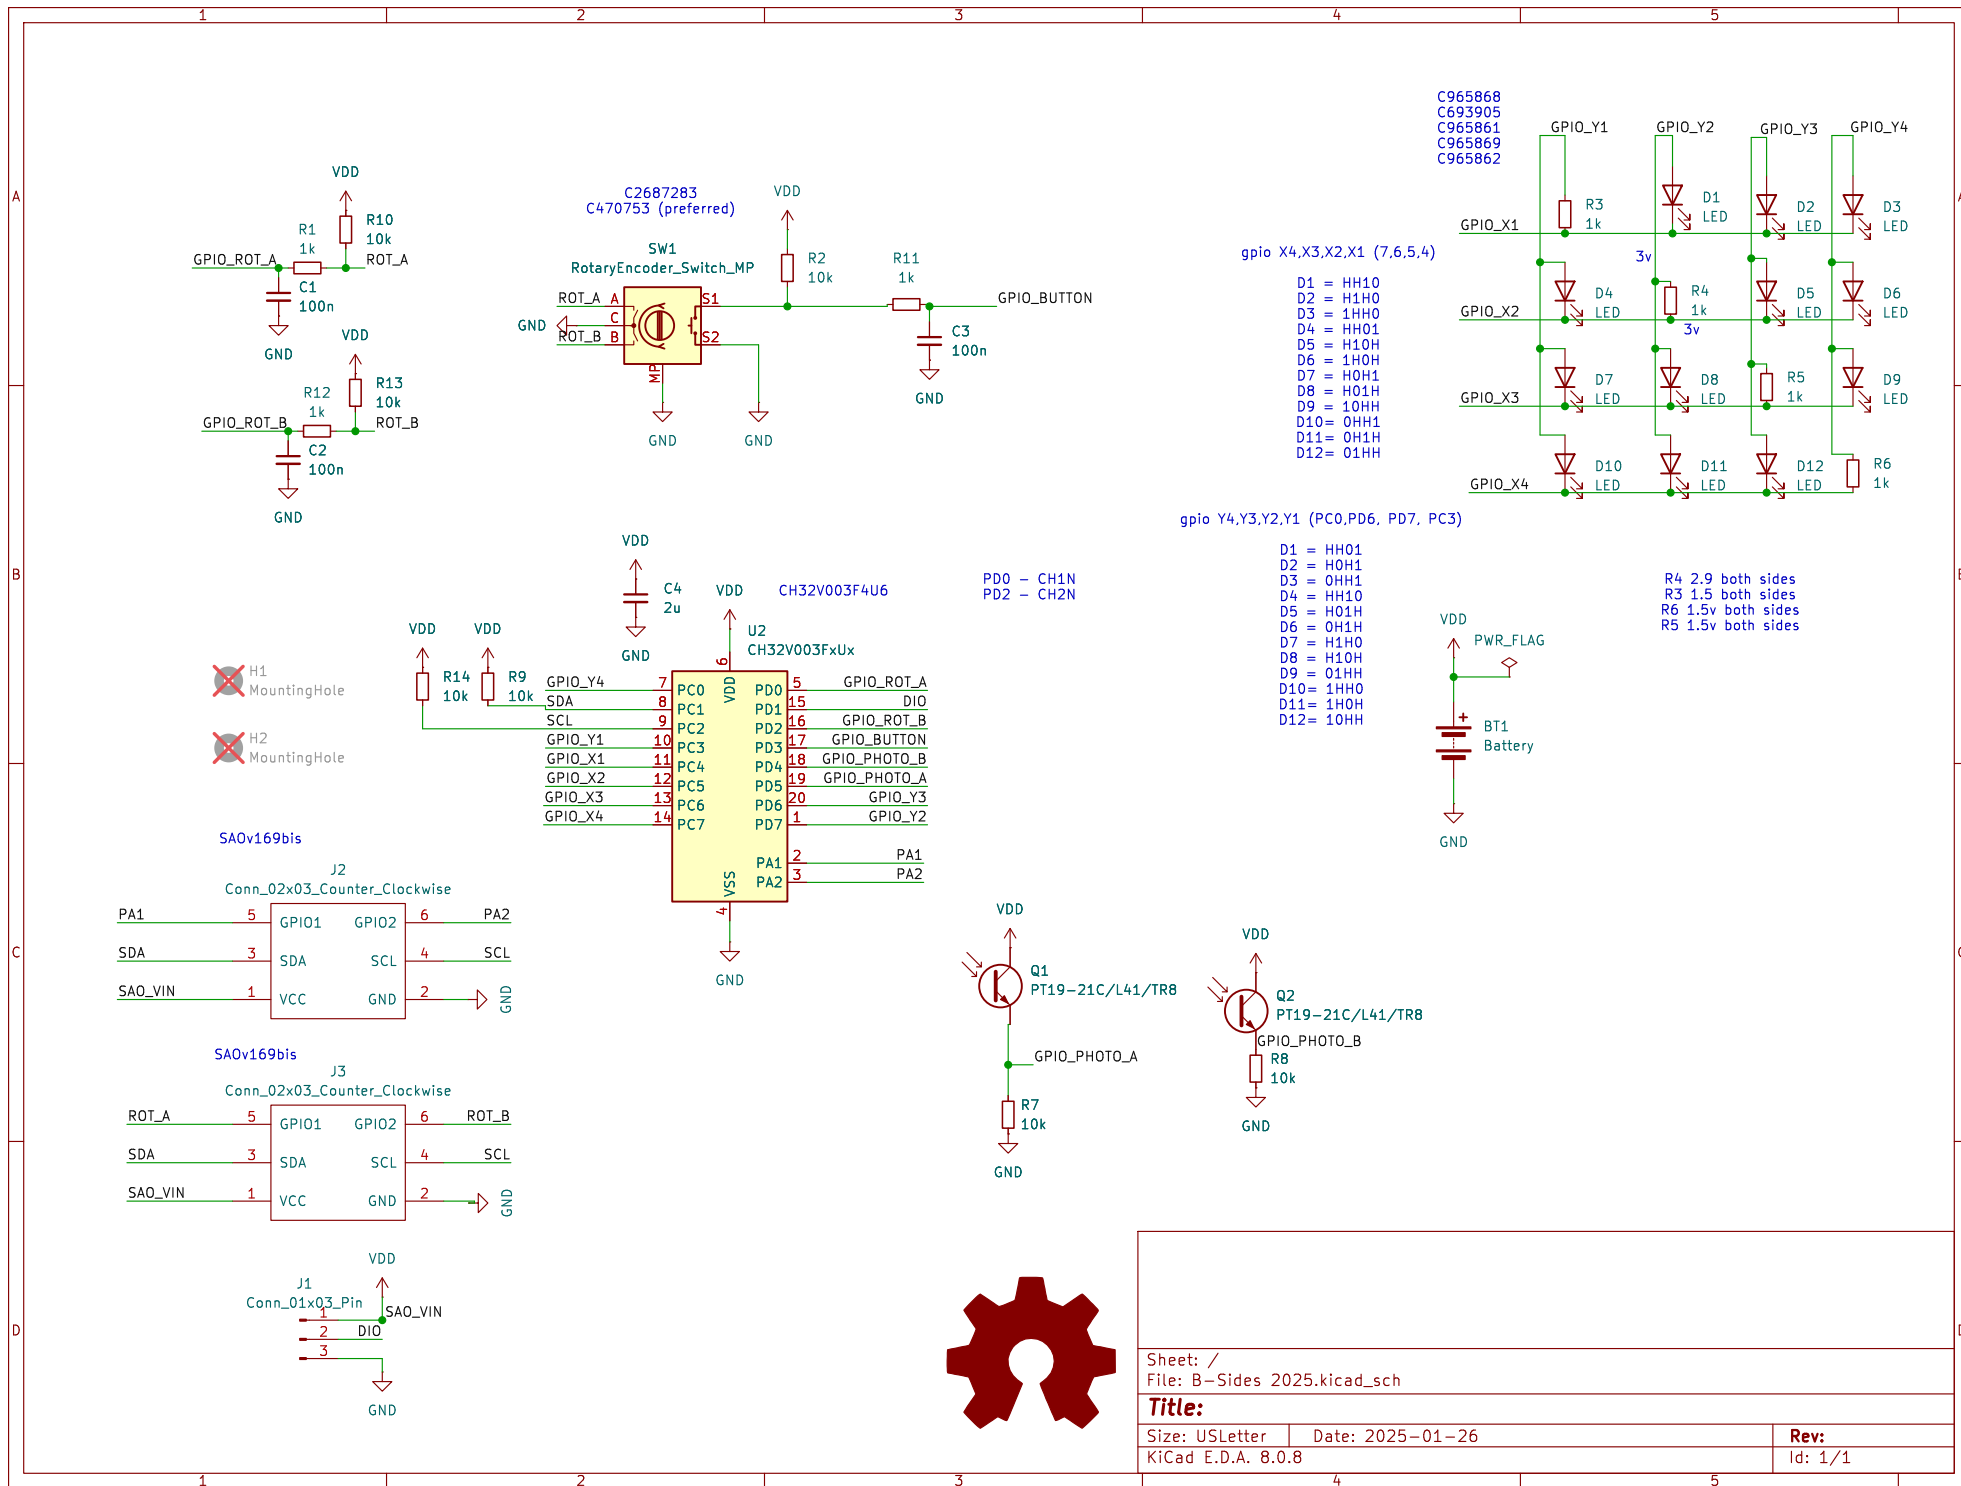 1 2 3 4 5
A
B
C
D
VDD
R10
10k
R1
1k
GPIO_ROT_A
ROT_A
C1
100n
GND
VDD
R13
10k
R12
1k
GPIO_ROT_B
ROT_B
C2
100n
GND
C2687283
C470753 (preferred)
SW1
RotaryEncoder_Switch_MP
ROT_A
A
GND
C
ROT_B
B
S1
S2
MP
GND
GND
VDD
R2
10k
R11
1k
GPIO_BUTTON
C3
100n
GND
C965868
C693905
C965861
C965869
C965862
gpio X4,X3,X2,X1 (7,6,5,4)
D1 = HH10
D2 = H1H0
D3 = 1HH0
D4 = HH01
D5 = H10H
D6 = 1H0H
D7 = H0H1
D8 = H01H
D9 = 10HH
D10= 0HH1
D11= 0H1H
D12= 01HH
GPIO_Y1
GPIO_Y2
GPIO_Y3
GPIO_Y4
GPIO_X1
R3
1k
D1
LED
D2
LED
D3
LED
3v
GPIO_X2
D4
LED
R4
1k
3v
D5
LED
D6
LED
GPIO_X3
D7
LED
D8
LED
R5
1k
D9
LED
GPIO_X4
D10
LED
D11
LED
D12
LED
R6
1k
gpio Y4,Y3,Y2,Y1 (PC0,PD6, PD7, PC3)
D1 = HH01
D2 = H0H1
D3 = 0HH1
D4 = HH10
D5 = H01H
D6 = 0H1H
D7 = H1H0
D8 = H10H
D9 = 01HH
D10= 1HH0
D11= 1H0H
D12= 10HH
R4 2.9 both sides
R3 1.5 both sides
R6 1.5v both sides
R5 1.5v both sides
VDD
PWR_FLAG
+
BT1
Battery
GND
VDD
C4
2u
GND
CH32V003F4U6
PD0 - CH1N
PD2 - CH2N
VDD
U2
CH32V003FxUx
VDD
R14
10k
VDD
R9
10k
6
VDD
GPIO_Y4 7 PC0
SDA 8 PC1
SCL 9 PC2
GPIO_Y1 10 PC3
GPIO_X1 11 PC4
GPIO_X2 12 PC5
GPIO_X3 13 PC6
GPIO_X4 14 PC7
PD0 5 GPIO_ROT_A
PD1 15 DIO
PD2 16 GPIO_ROT_B
PD3 17 GPIO_BUTTON
PD4 18 GPIO_PHOTO_B
PD5 19 GPIO_PHOTO_A
PD6 20 GPIO_Y3
PD7 1 GPIO_Y2
PA1 2 PA1
PA2 3 PA2
VSS
4
GND
H1
MountingHole
H2
MountingHole
SAOv169bis
J2
Conn_02x03_Counter_Clockwise
PA1 5 GPIO1 GPIO2 6 PA2
SDA 3 SDA SCL 4 SCL
SAO_VIN 1 VCC GND 2 GND
SAOv169bis
J3
Conn_02x03_Counter_Clockwise
ROT_A 5 GPIO1 GPIO2 6 ROT_B
SDA 3 SDA SCL 4 SCL
SAO_VIN 1 VCC GND 2 GND
VDD
J1
Conn_01x03_Pin
1 SAO_VIN
2 DIO
3
GND
VDD
Q1
PT19-21C/L41/TR8
GPIO_PHOTO_A
R7
10k
GND
VDD
Q2
PT19-21C/L41/TR8
GPIO_PHOTO_B
R8
10k
GND
Sheet: /
File: B-Sides 2025.kicad_sch
Title:
Size: USLetter Date: 2025-01-26 Rev:
KiCad E.D.A. 8.0.8 Id: 1/1
1 2 3 4 5